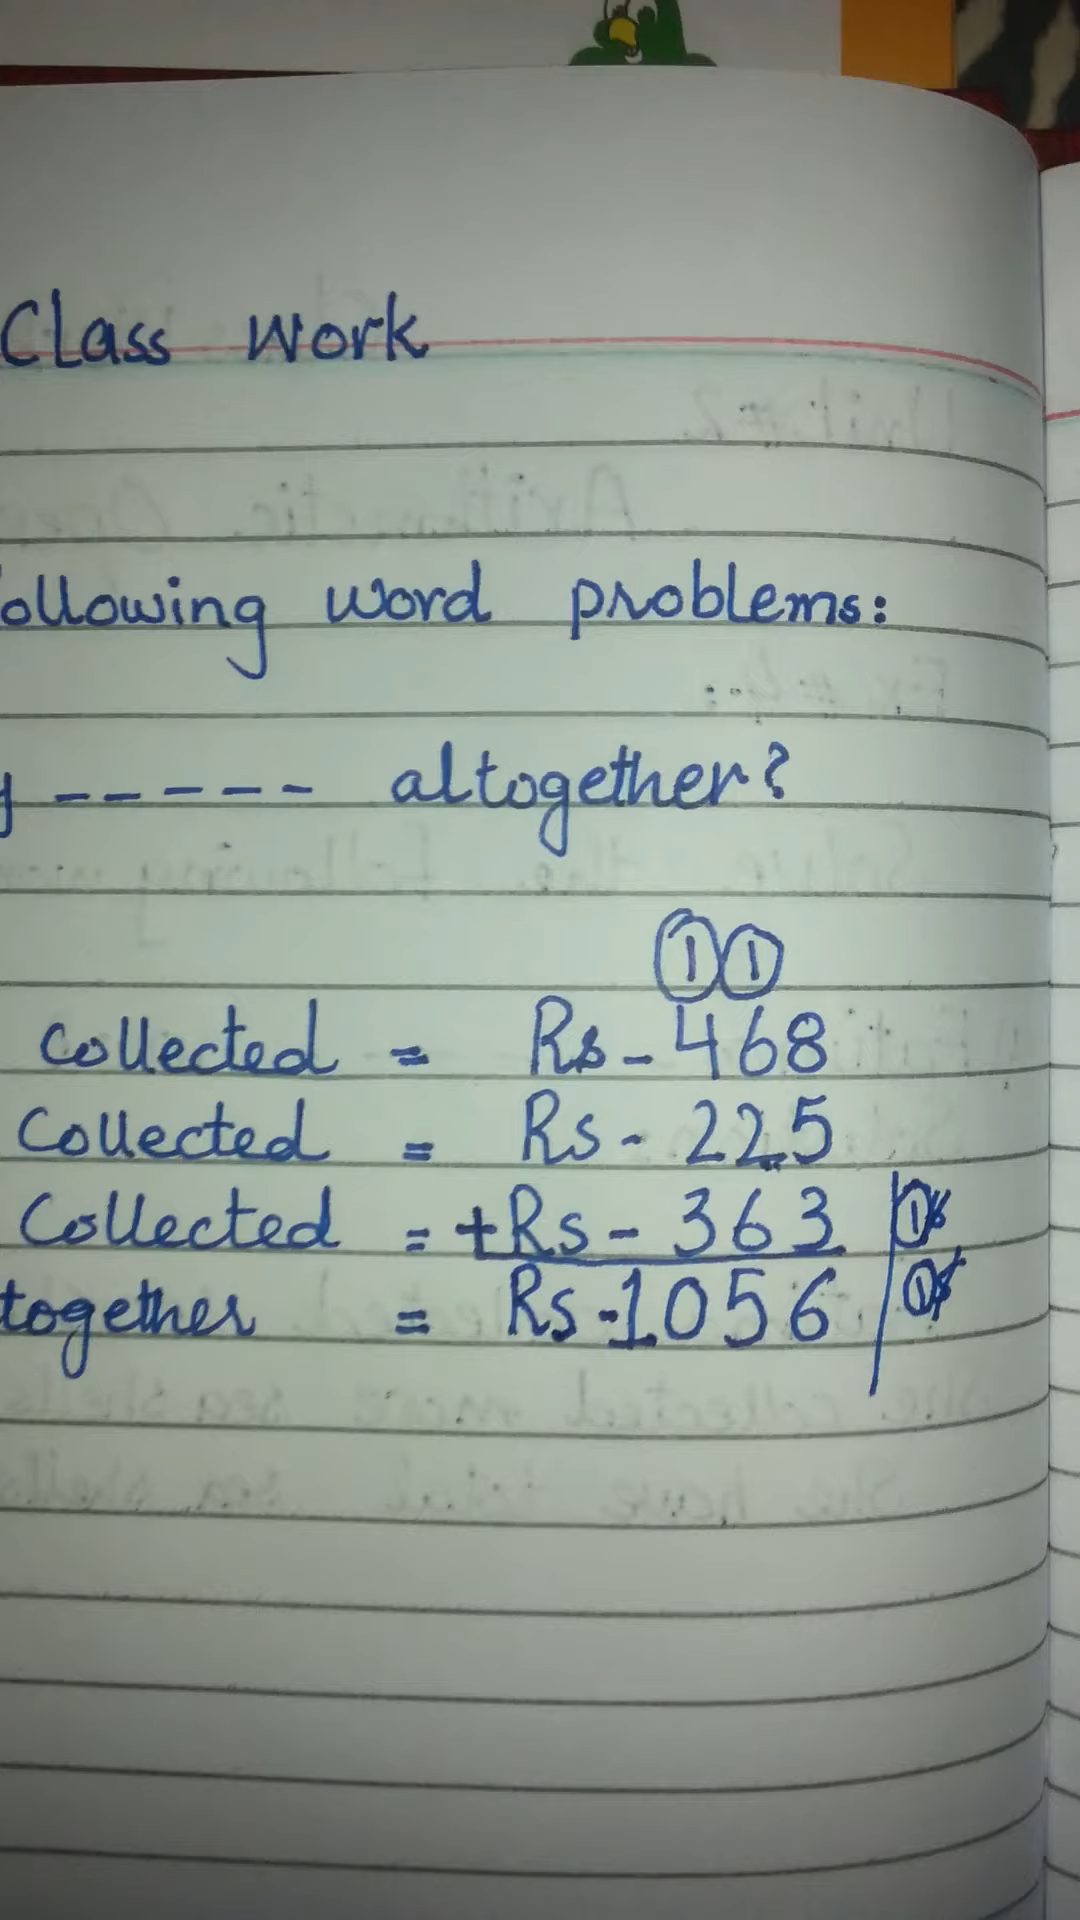 Class Work
ollowing word problems:
y ----- altogether?
1 1
Collected = Rs - 468
Collected = Rs - 225
Collected = +Rs - 363
together = Rs - 1056